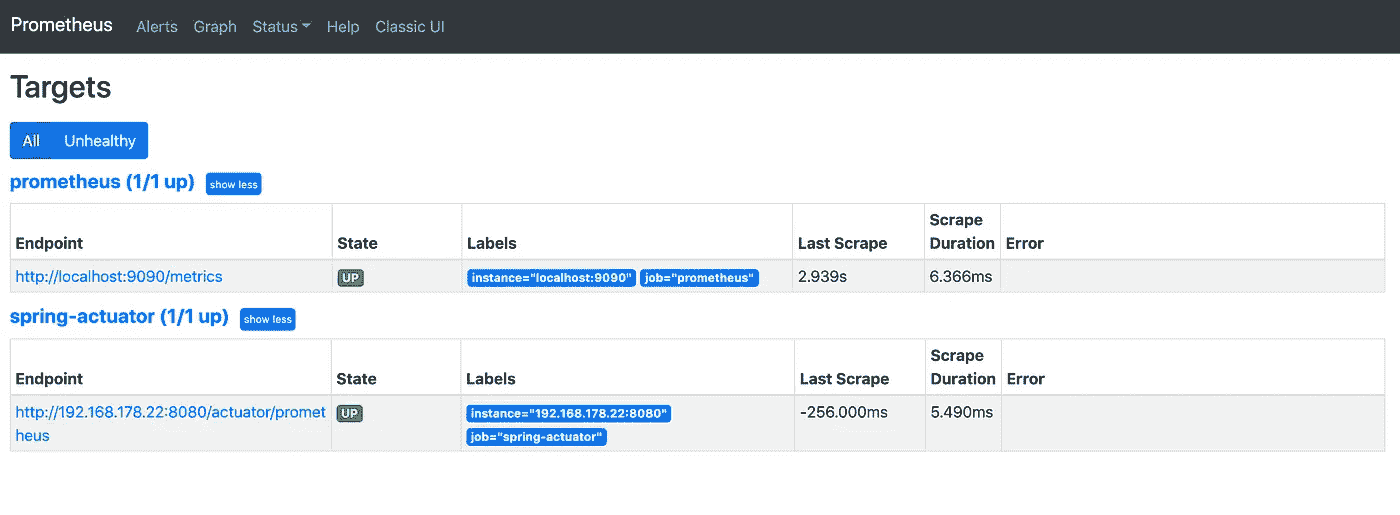 Prometheus Alerts Graph Status Help Classic UI
Targets
All Unhealthy
prometheus (1/1 up) show less
Endpoint State Labels Last Scrape Scrape Duration Error
http://localhost:9090/metrics UP instance="localhost:9090" job="prometheus" 2.939s 6.366ms
spring-actuator (1/1 up) show less
Endpoint State Labels Last Scrape Scrape Duration Error
http://192.168.178.22:8080/actuator/promet UP instance="192.168.178.22:8080" -256.000ms 5.490ms
heus job="spring-actuator"